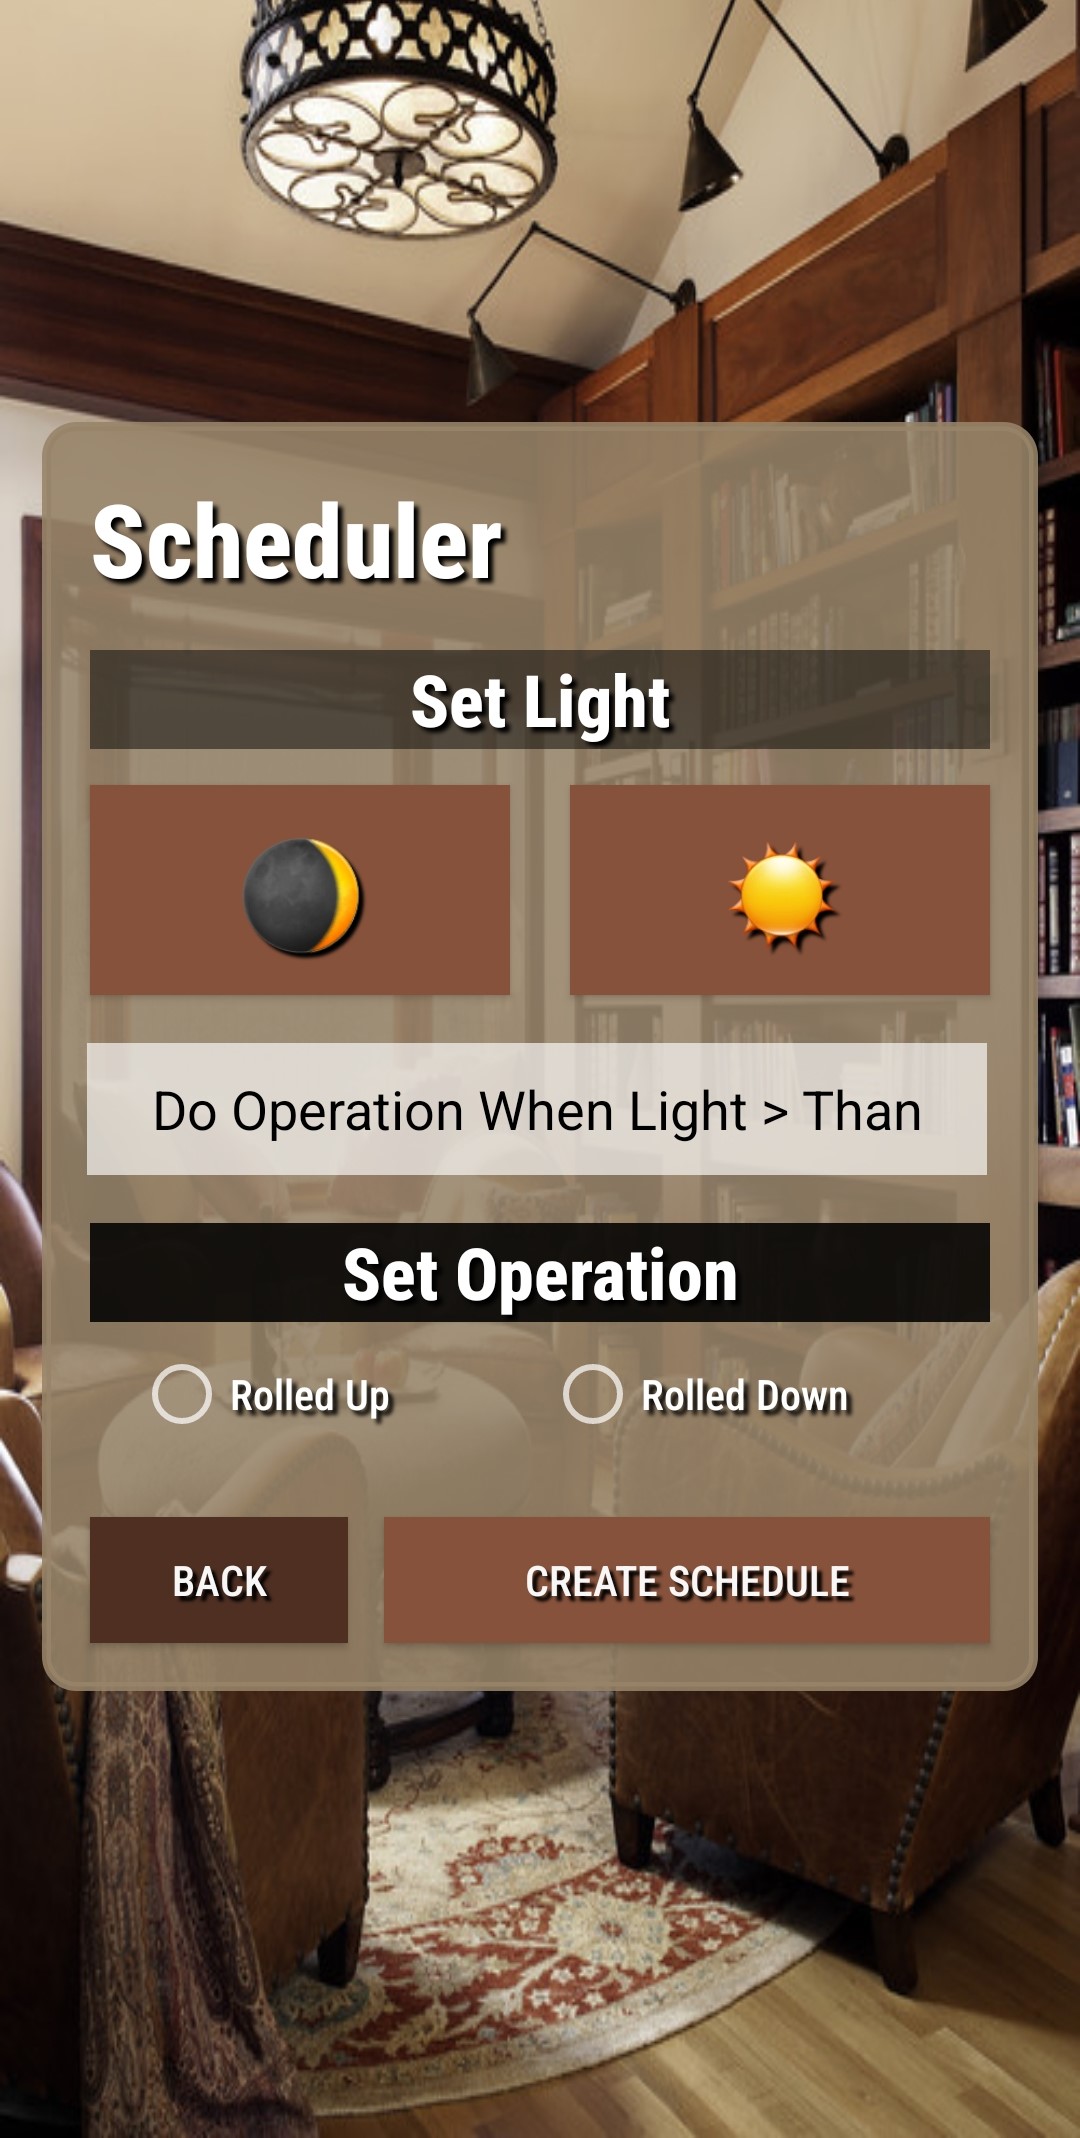 Scheduler
Set Light
Do Operation When Light > Than
Set Operation
Rolled Up
Rolled Down
BACK
CREATE SCHEDULE